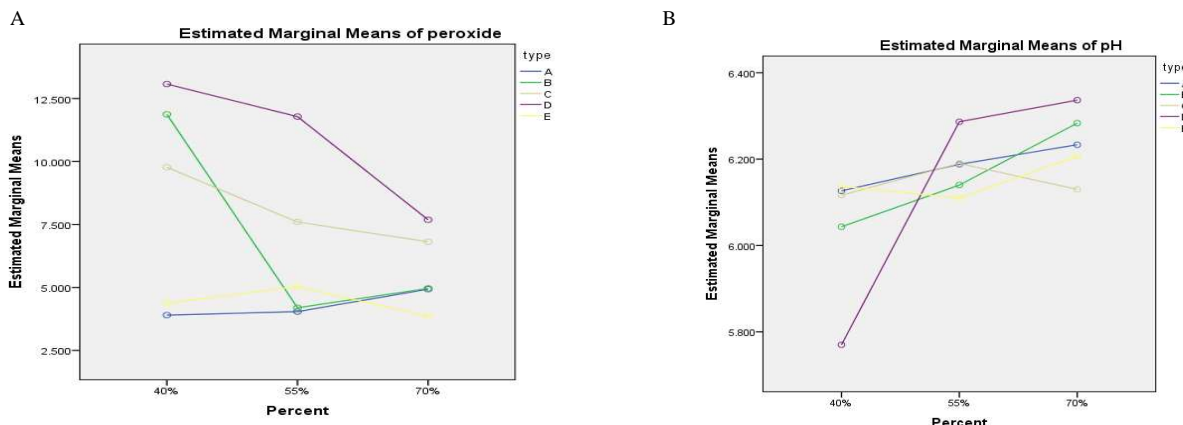 A
Estimated Marginal Means of peroxide
type
A
B
C
D
E
12.500
10.000
7.500
5.000
2.500
Estimated Marginal Means
40%
55%
70%
Percent
B
Estimated Marginal Means of pH
type
6.400
6.200
6.000
5.800
Estimated Marginal Means
40%
55%
70%
Percent